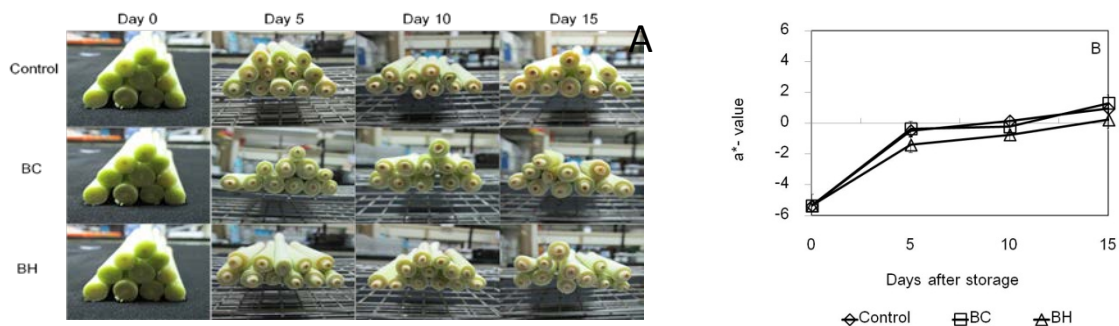 Day 0 Day 5 Day 10 Day 15
A
Control
BC
BH
B
6
4
2
0
-2
-4
-6
a*- value
0 5 10 15
Days after storage
Control BC BH